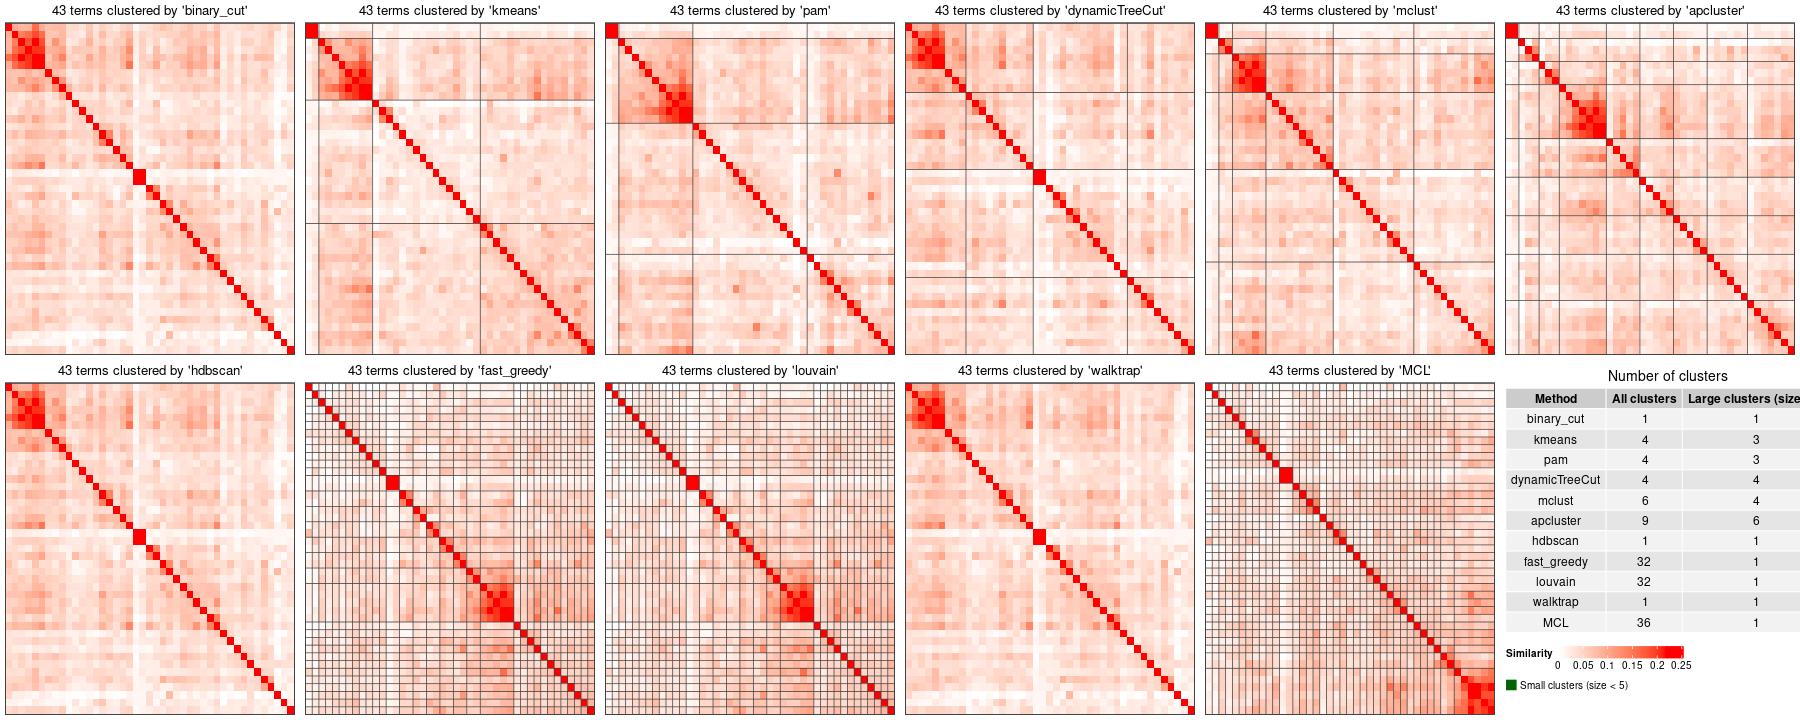 43 terms clustered by 'binary_cut'
43 terms clustered by 'kmeans'
43 terms clustered by 'pam'
43 terms clustered by 'dynamicTreeCut'
43 terms clustered by 'mclust'
43 terms clustered by 'apcluster'
43 terms clustered by 'hdbscan'
43 terms clustered by 'fast_greedy'
43 terms clustered by 'louvain'
43 terms clustered by 'walktrap'
43 terms clustered by 'MCL'
Number of clusters
Method All clusters Large clusters (size
binary_cut 1 1
kmeans 4 3
pam 4 3
dynamicTreeCut 4 4
mclust 6 4
apcluster 9 6
hdbscan 1 1
fast_greedy 32 1
louvain 32 1
walktrap 1 1
MCL 36 1
Similarity
0 0.05 0.1 0.15 0.2 0.25
Small clusters (size < 5)